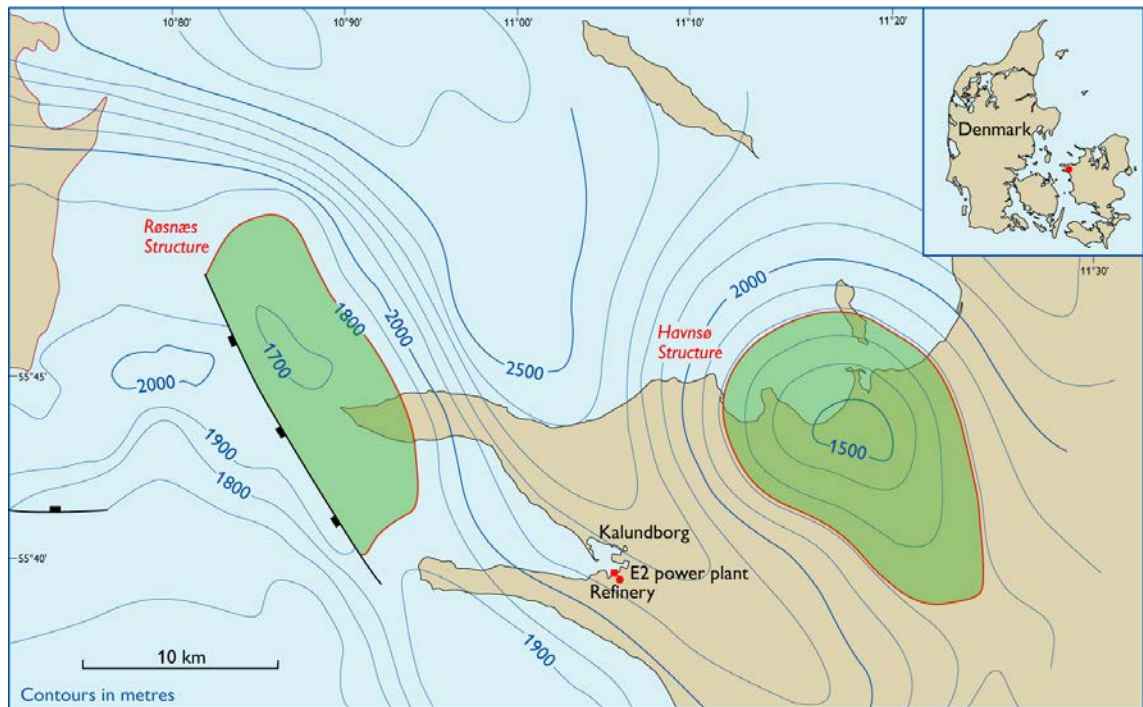 10°80'
10°90'
11°00'
11°10'
11°20'
Denmark
11°30'
Røsnæs
Structure
1800
2000
2000
Havnsø
Structure
1700
2500
2000
55°45'
1500
1900
1800
Kalundborg
55°40'
E2 power plant
Refinery
1900
10 km
Contours in metres